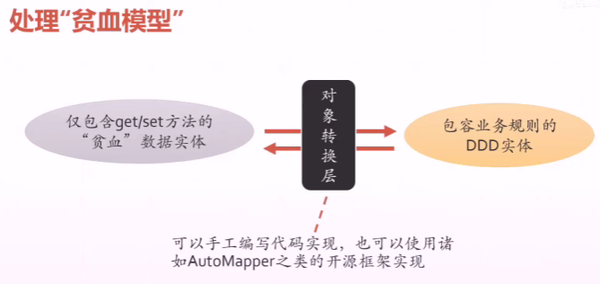 处理“贫血模型”
仅包含get/set方法的
“贫血”数据实体
对
象
转
换
层
包容业务规则的
DDD实体
可以手工编写代码实现，也可以使用诸
如AutoMapper之类的开源框架实现